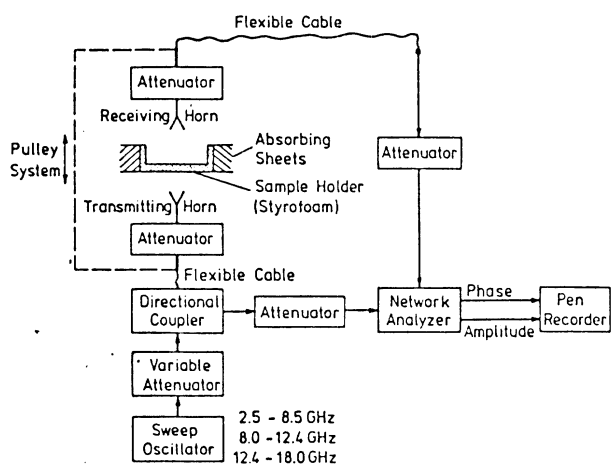 Flexible Cable
Attenuator
Receiving Horn
Absorbing
Sheets
Pulley
System
Attenuator
Sample Holder
(Styrofoam)
Transmitting Horn
Attenuator
Flexible Cable
Directional
Coupler
Attenuator
Network
Analyzer
Phase
Amplitude
Pen
Recorder
Variable
Attenuator
Sweep
Oscillator
2.5 - 8.5 GHz
8.0 - 12.4 GHz
12.4 - 18.0 GHz